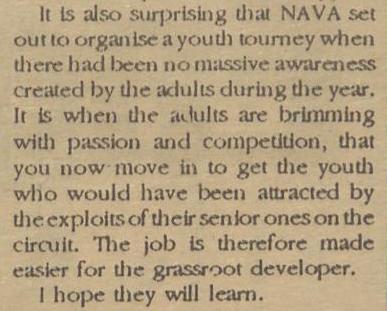 It is also surprising that NAVA set
out to organise a youth tourney when
there had been no massive awareness
created by the adults during the year.
It is when the adults are brimming
with passion and competition, that
you now move in to get the youth
who would have been attracted by
the exploits of their senior ones on the
circuit. The job is therefore made
easier for the grassroot developer.
I hope they will learn.